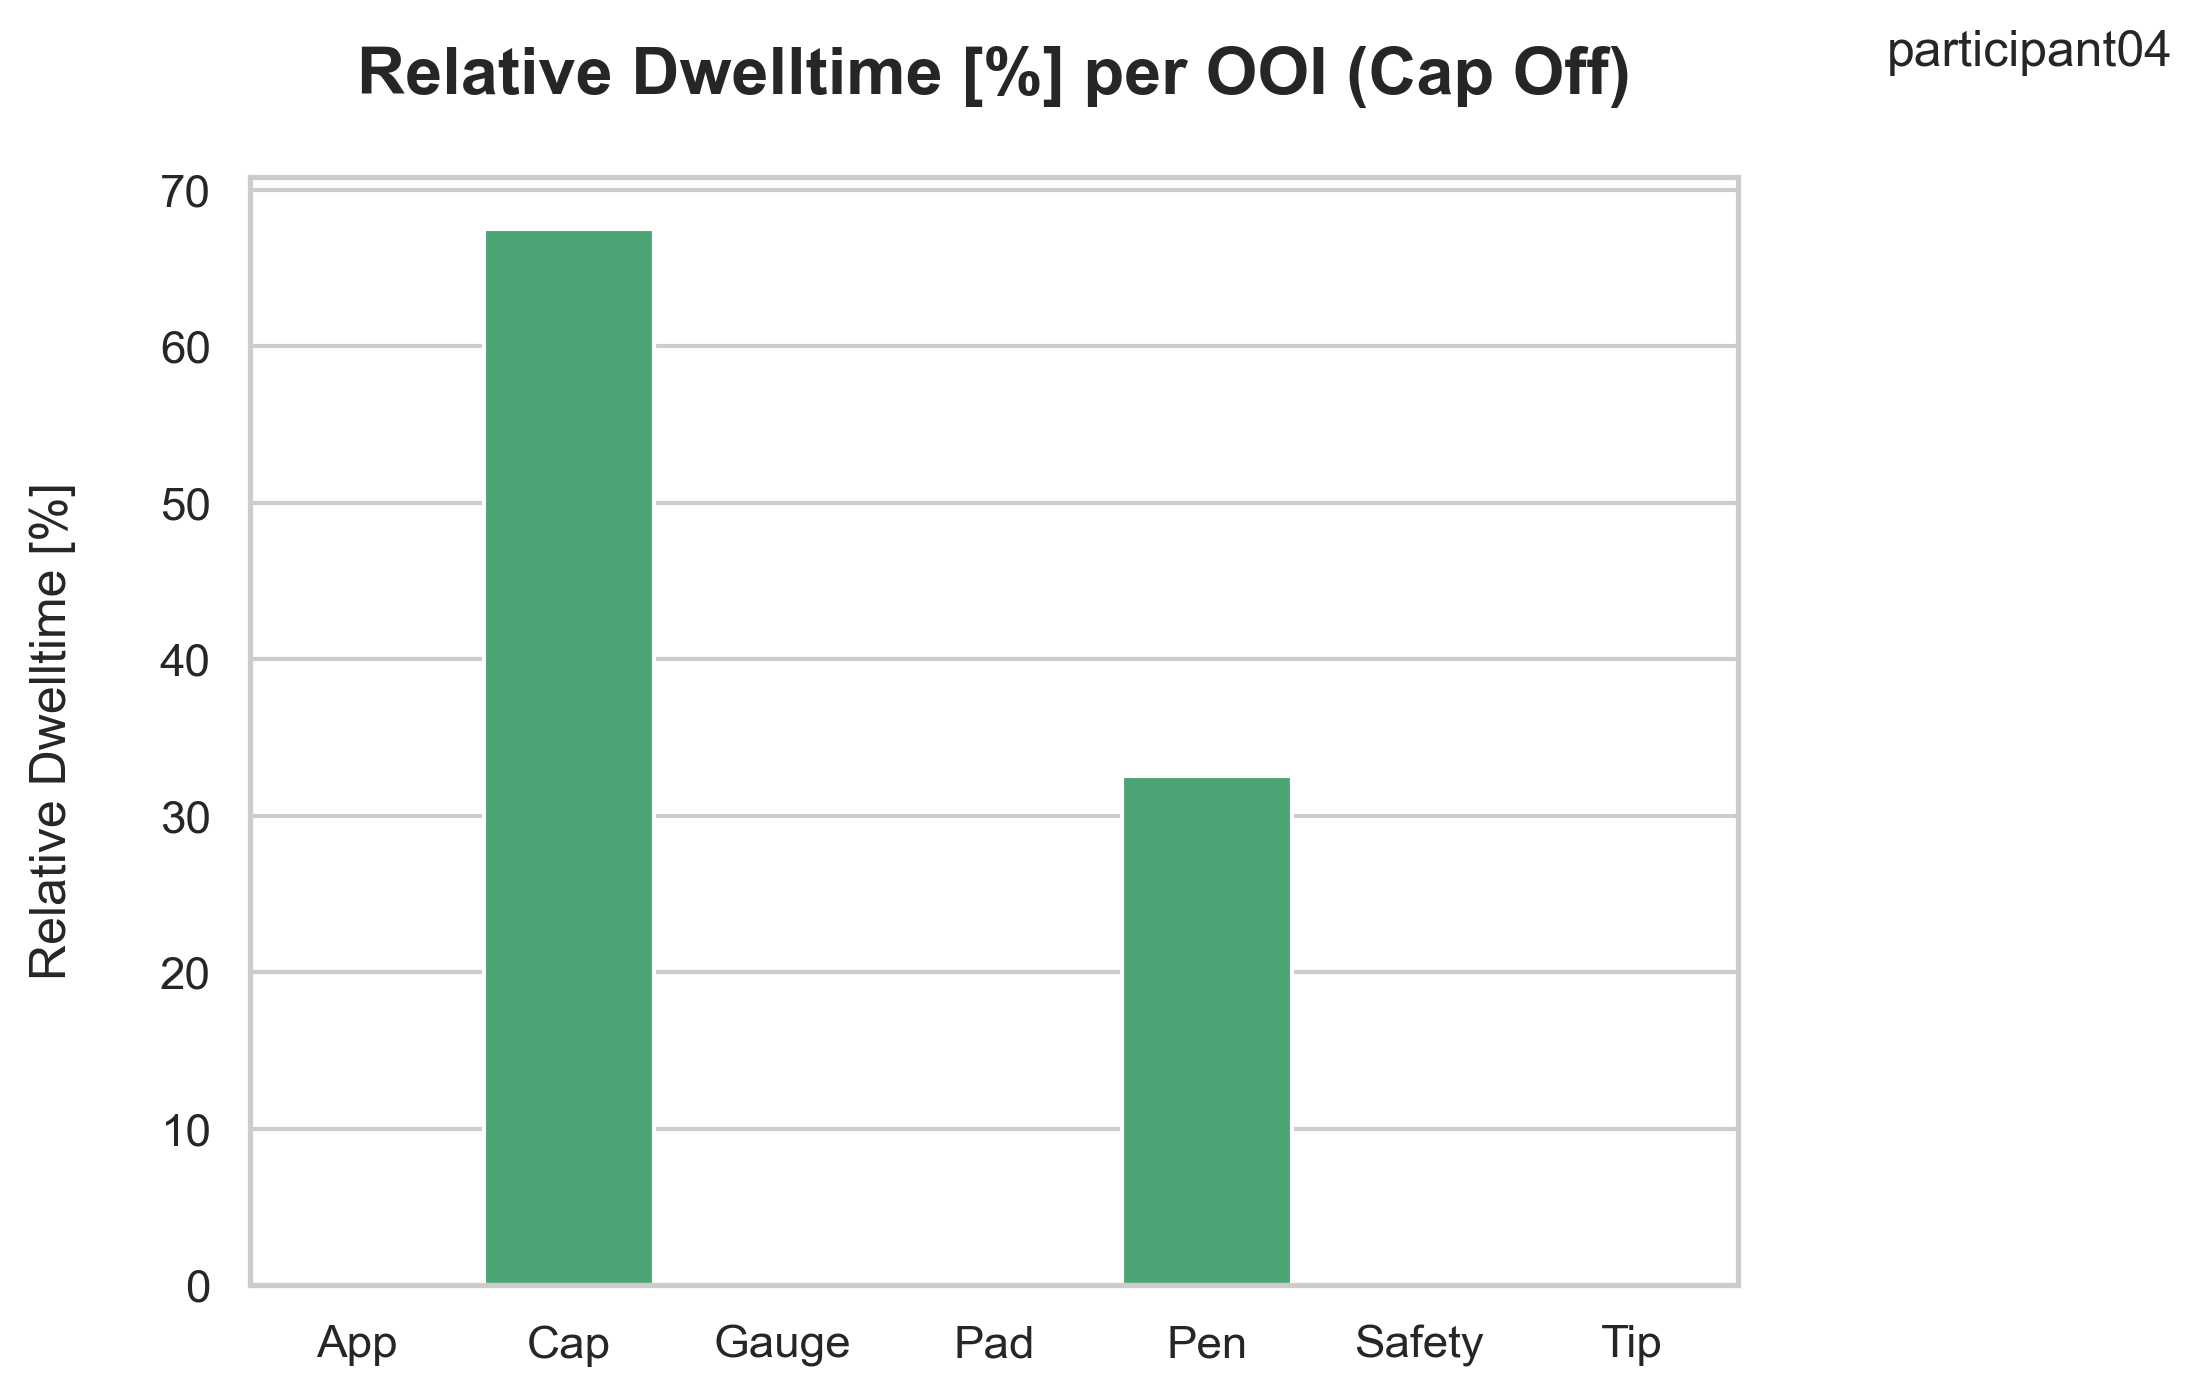 participant04
Relative Dwelltime [%] per OOI (Cap Off)
Relative Dwelltime [%]
70
60
50
40
30
20
10
0
App Cap Gauge Pad Pen Safety Tip